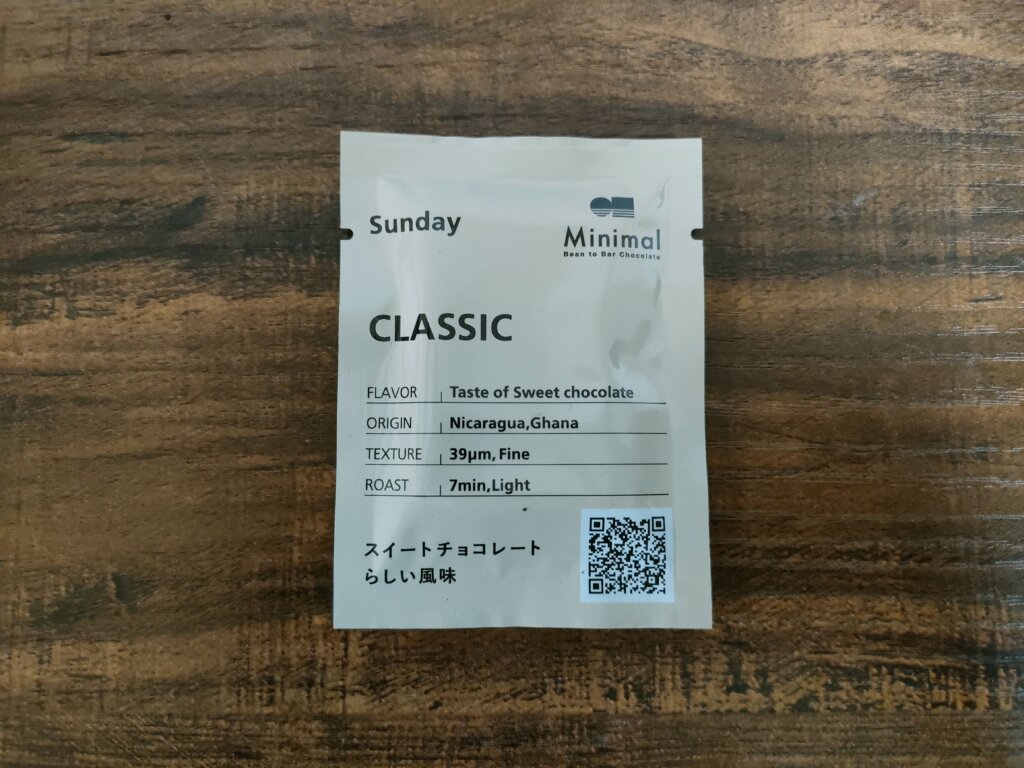 Sunday
Minimal
Bean to Bar Chocolate
CLASSIC
FLAVOR Taste of Sweet chocolate
ORIGIN Nicaragua,Ghana
TEXTURE 39μm, Fine
ROAST 7min,Light
スイートチョコレート
らしい風味